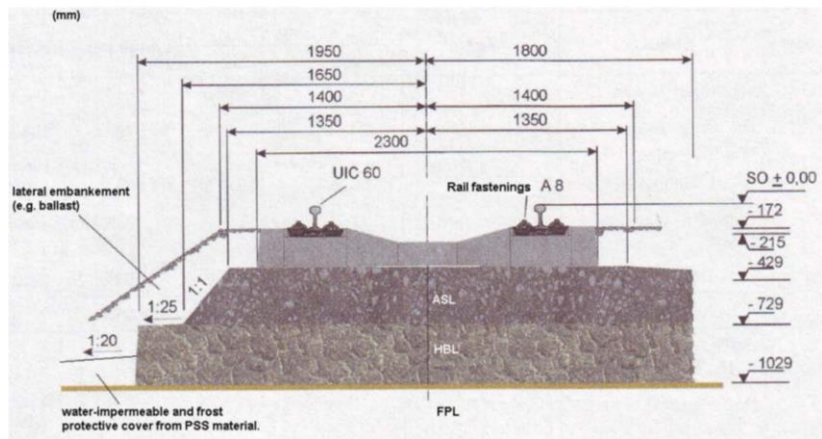 (mm)
1950 1800
1650
1400 1400
1350 1350
2300
UIC 60
Rail fastenings A 8
SO ± 0,00
lateral embankement
(e.g. ballast)
- 172
- 215
- 429
1:1
ASL
1:25
- 729
1:20
HBL
- 1029
water-impermeable and frost
protective cover from PSS material.
FPL